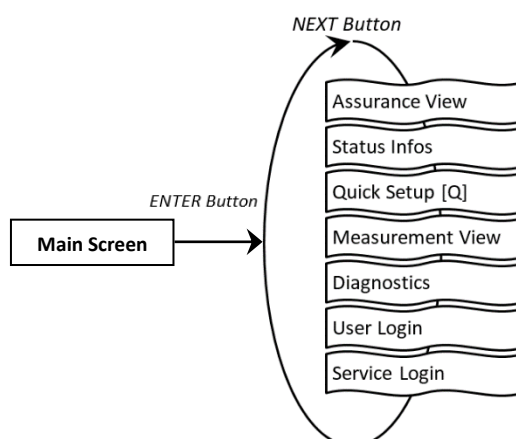 NEXT Button
Assurance View
Status Infos
Quick Setup [Q]
ENTER Button
Main Screen
Measurement View
Diagnostics
User Login
Service Login